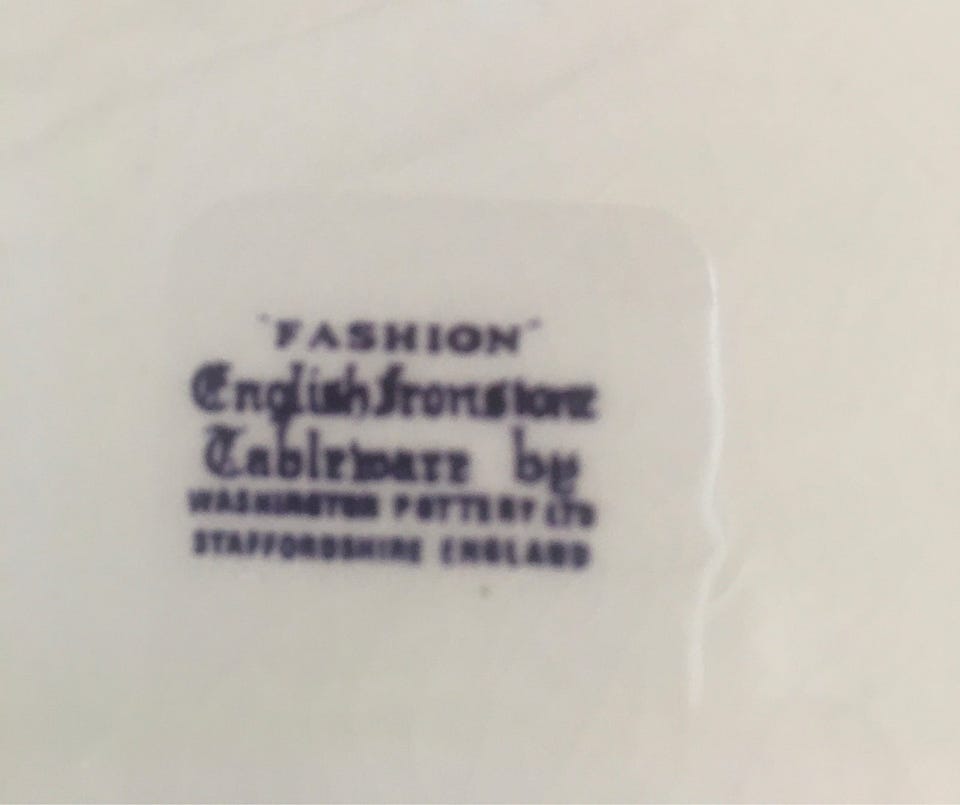 "FASHION"
English Ironstone
Tableware by
WASHINGTON POTTERY LTD
STAFFORDSHIRE ENGLAND